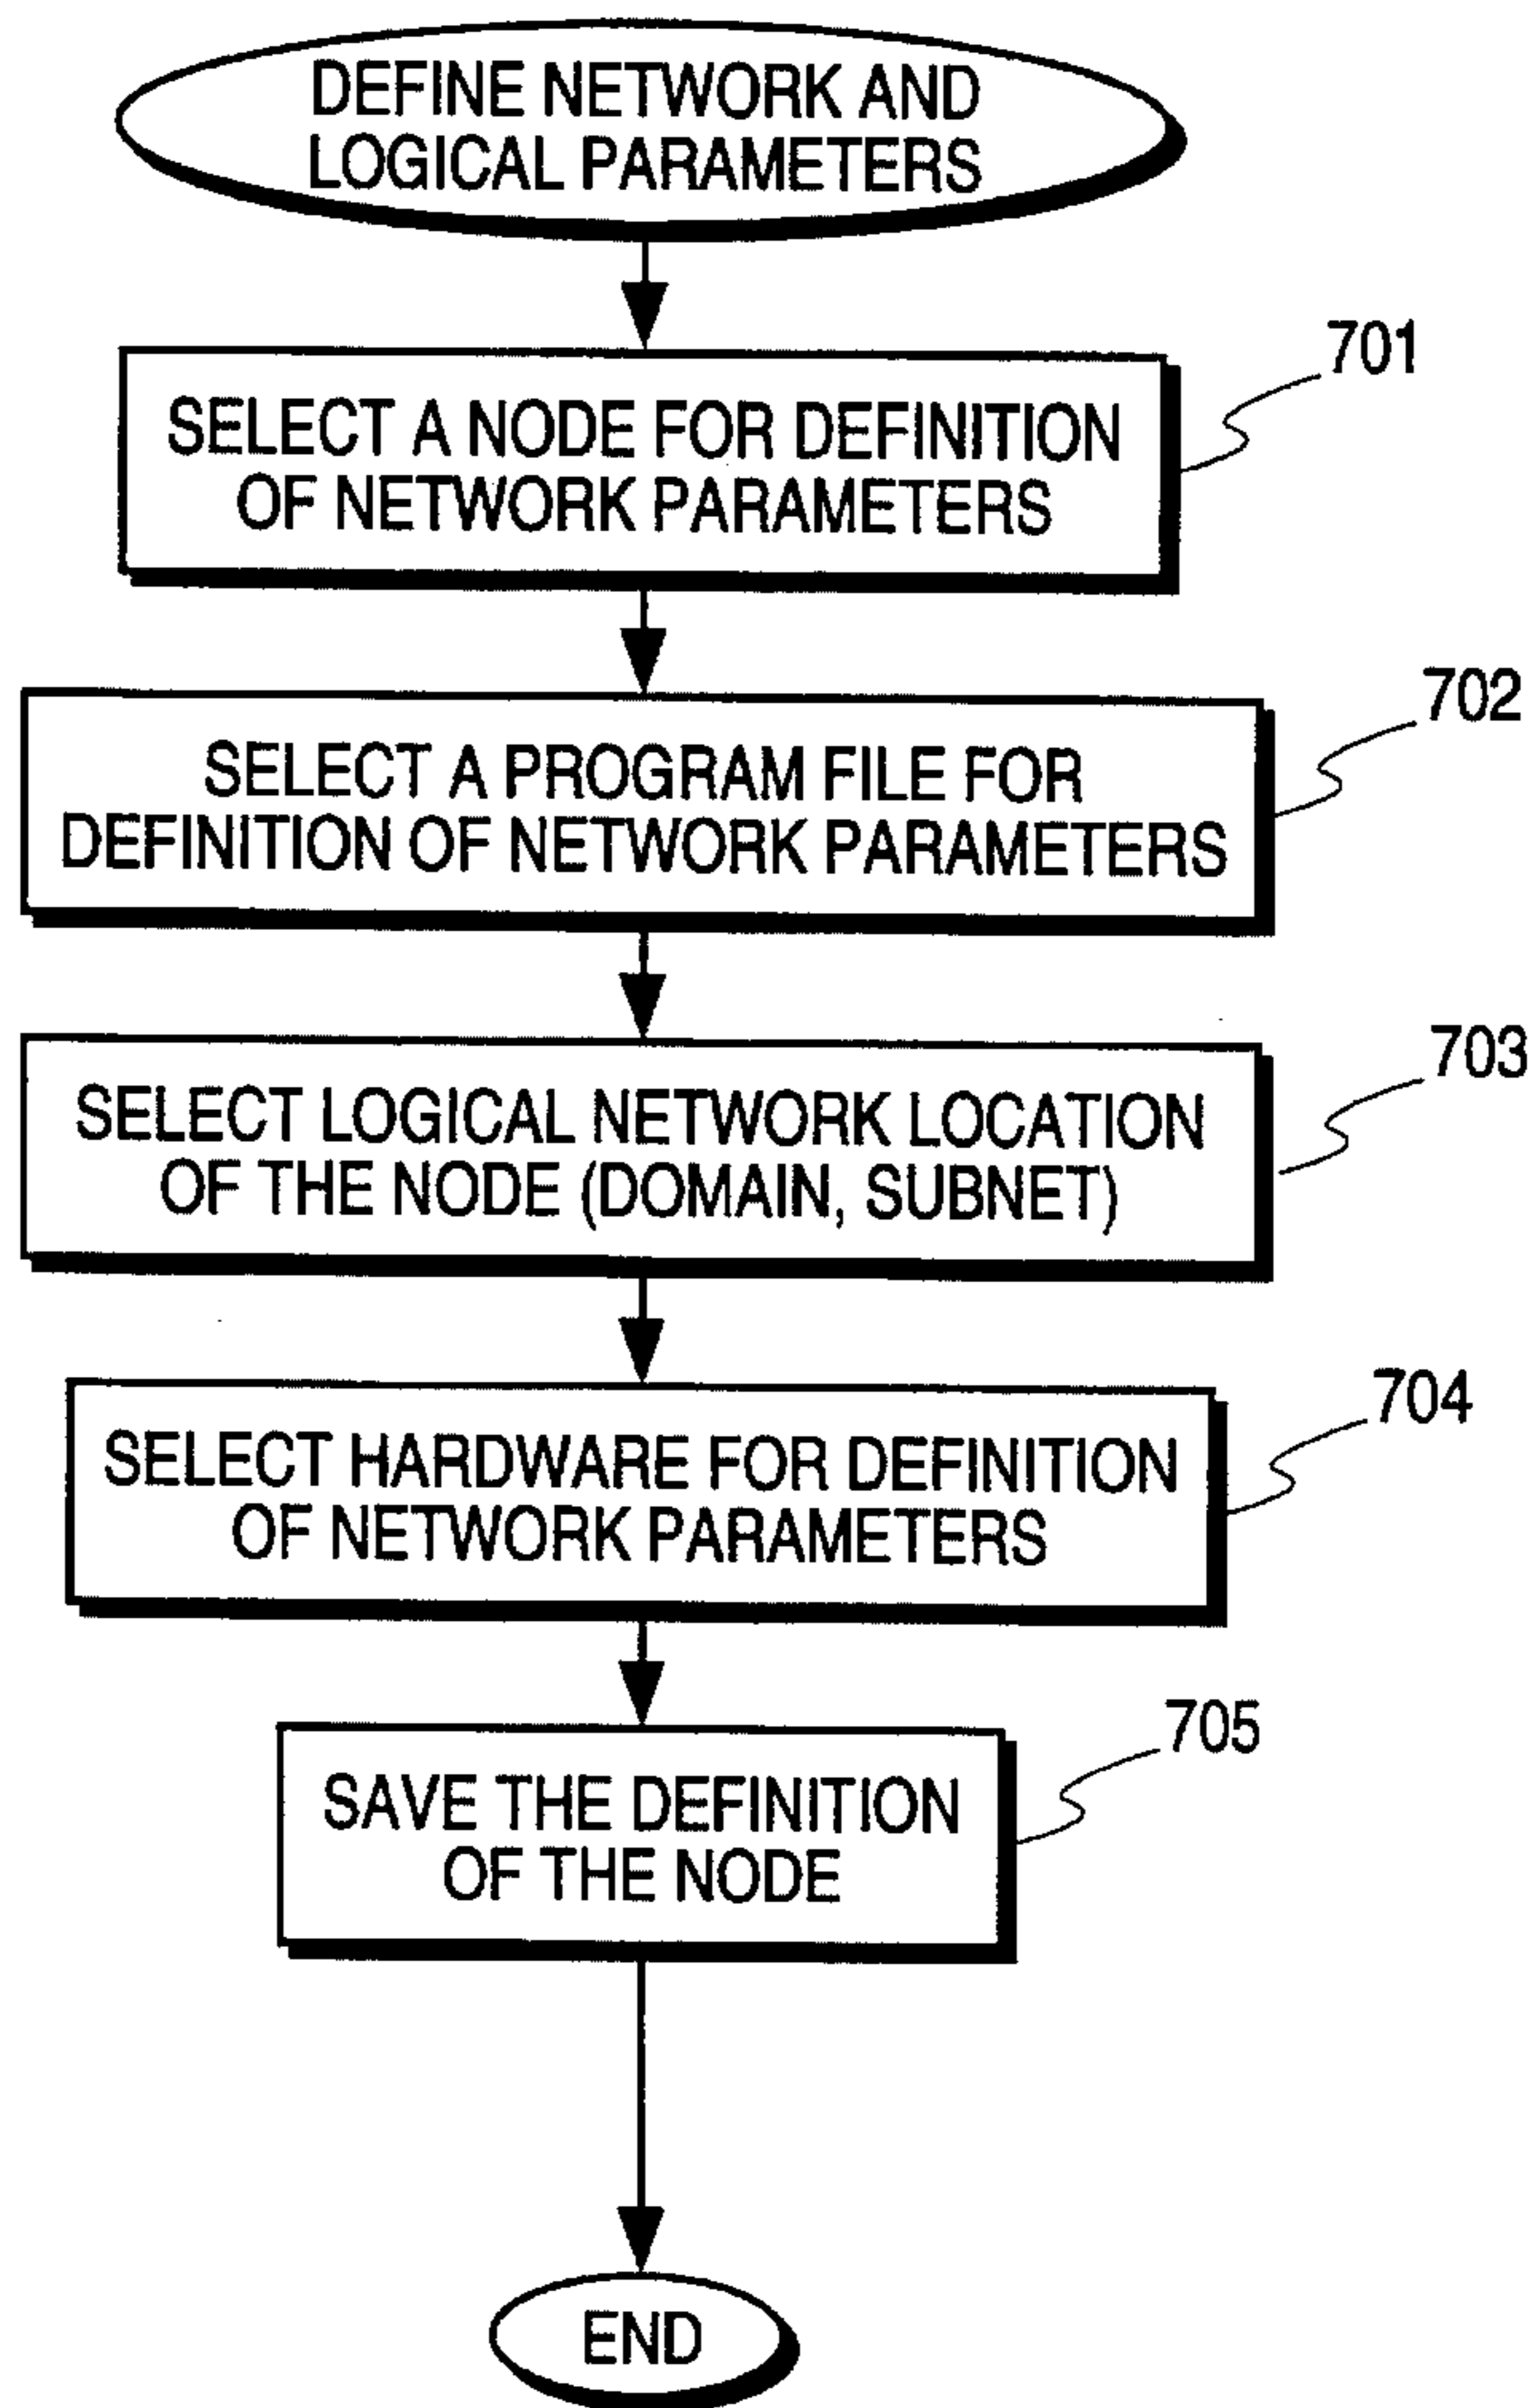 DEFINE NETWORK AND
LOGICAL PARAMETERS
701
SELECT A NODE FOR DEFINITION
OF NETWORK PARAMETERS
702
SELECT A PROGRAM FILE FOR
DEFINITION OF NETWORK PARAMETERS
703
SELECT LOGICAL NETWORK LOCATION
OF THE NODE (DOMAIN, SUBNET)
704
SELECT HARDWARE FOR DEFINITION
OF NETWORK PARAMETERS
705
SAVE THE DEFINITION
OF THE NODE
END